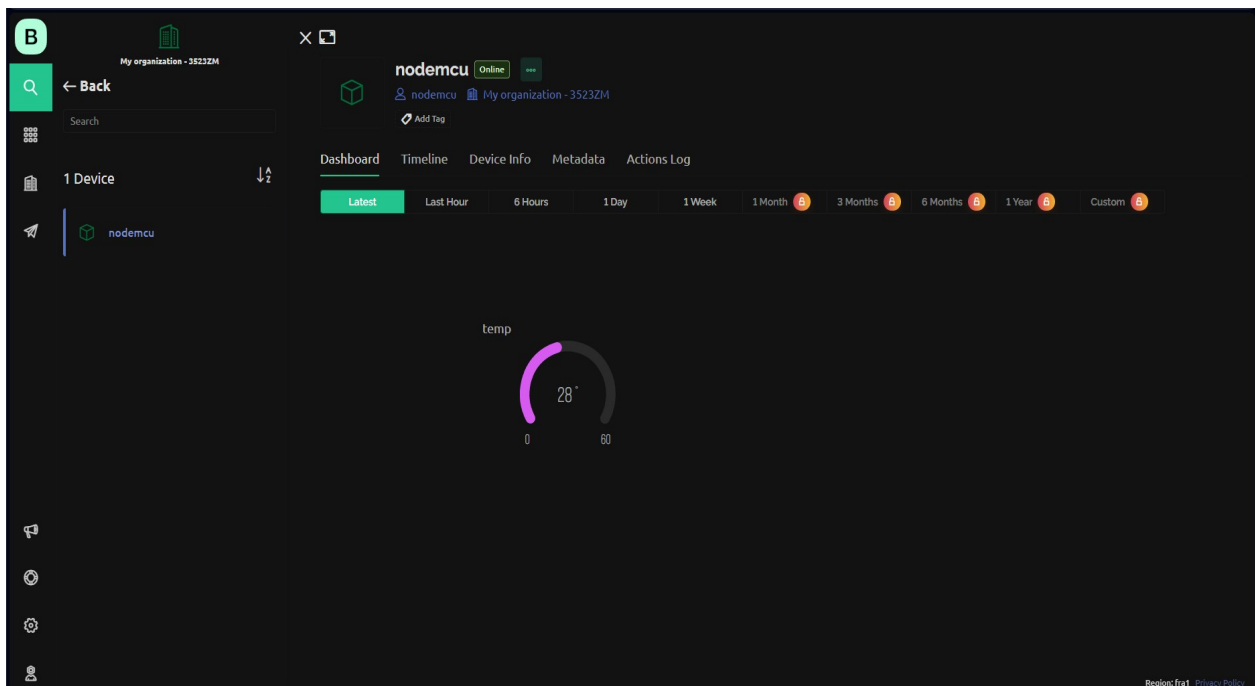 B
My organization - 3523ZM
← Back
Search
1 Device
nodemcu
nodemcu Online
nodemcu My organization - 3523ZM
Add Tag
Dashboard Timeline Device Info Metadata Actions Log
Latest Last Hour 6 Hours 1 Day 1 Week 1 Month 3 Months 6 Months 1 Year Custom
temp
28°
0 60
Region: fra1 Privacy Policy